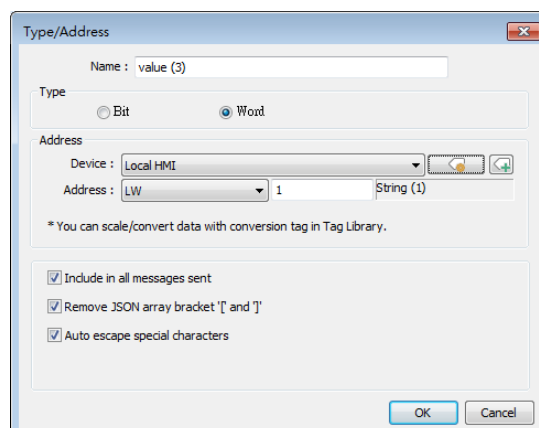 Type/Address
Name : value (3)
Type
Bit Word
Address
Device : Local HMI
Address : LW 1 String (1)
* You can scale/convert data with conversion tag in Tag Library.
Include in all messages sent
Remove JSON array bracket '[' and ']'
Auto escape special characters
OK Cancel